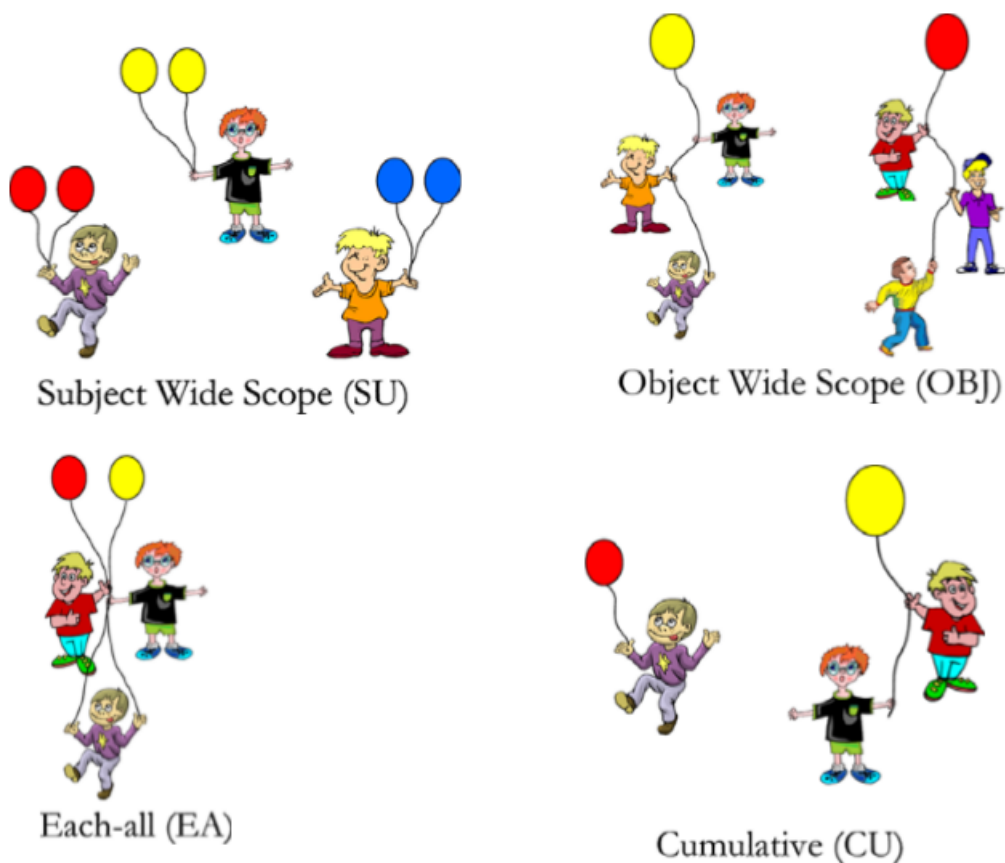 Subject Wide Scope (SU)
Object Wide Scope (OBJ)
Each-all (EA)
Cumulative (CU)